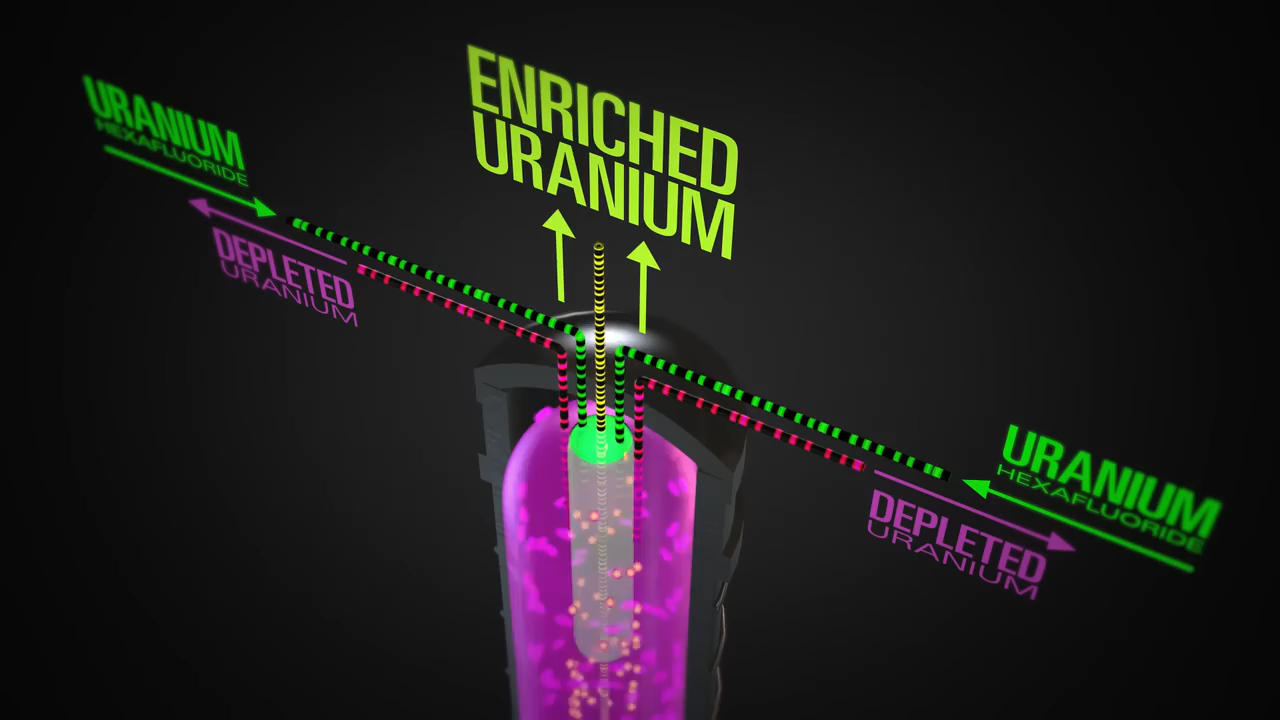 URANIUM
HEXAFLUORIDE
DEPLETED
URANIUM
ENRICHED
URANIUM
URANIUM
HEXAFLUORIDE
DEPLETED
URANIUM